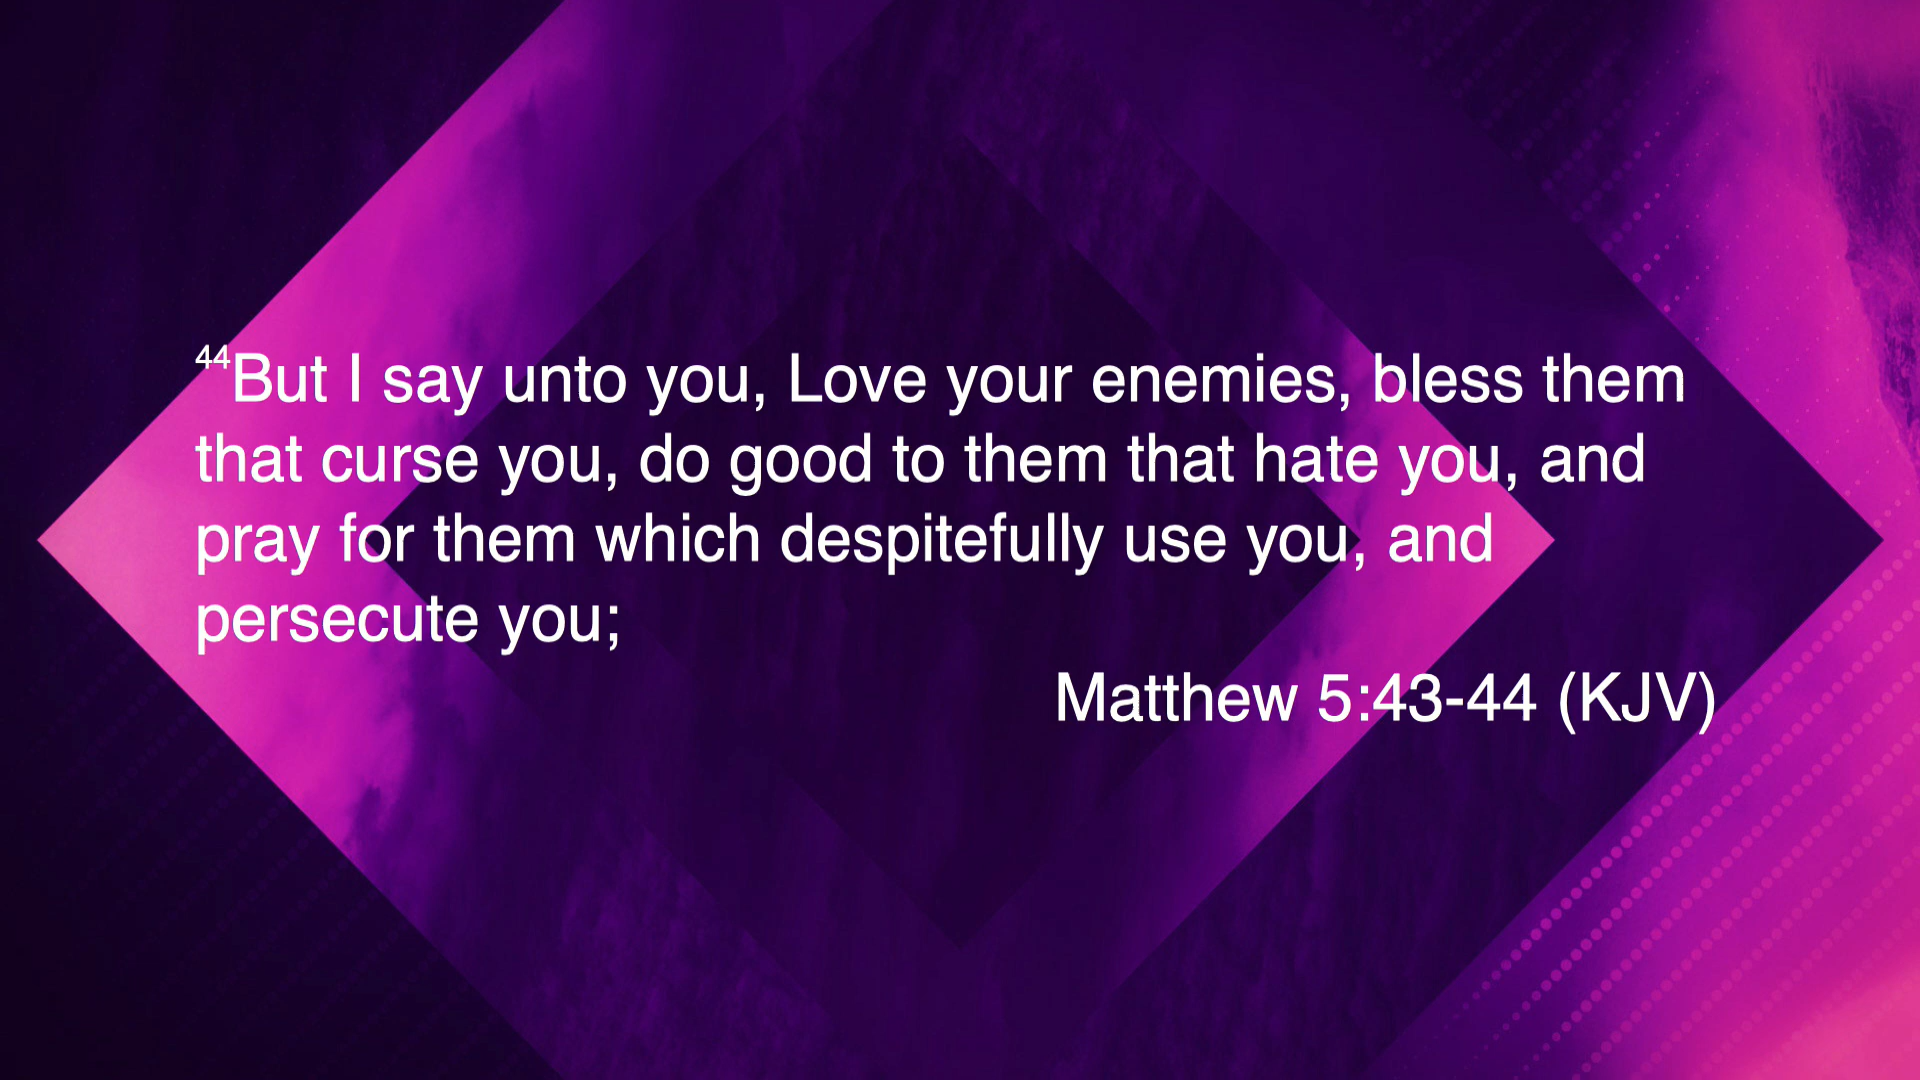 44But I say unto you, Love your enemies, bless them
that curse you, do good to them that hate you, and
pray for them which despitefully use you, and
persecute you;
Matthew 5:43-44 (KJV)